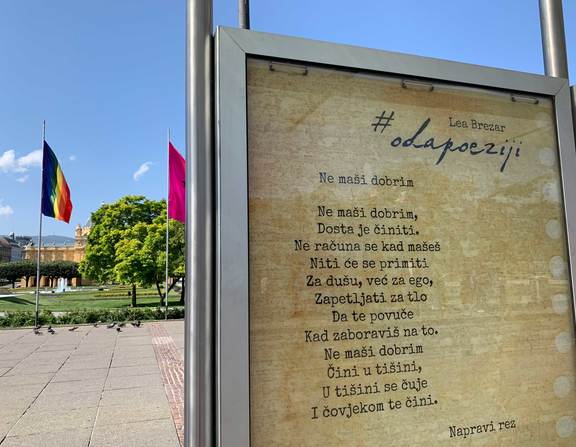 Lea Brezar
#odapoeziji
Ne maši dobrim
Ne maši dobrim,
Dosta je činiti.
Ne računa se kad mašeš
Niti će se primiti
Za dušu, već za ego,
Zapetljati za tlo
Da te povuče
Kad zaboraviš na to.
Ne maši dobrim
Čini u tišini,
U tišini se čuje
I čovjekom te čini.
Napravi rez